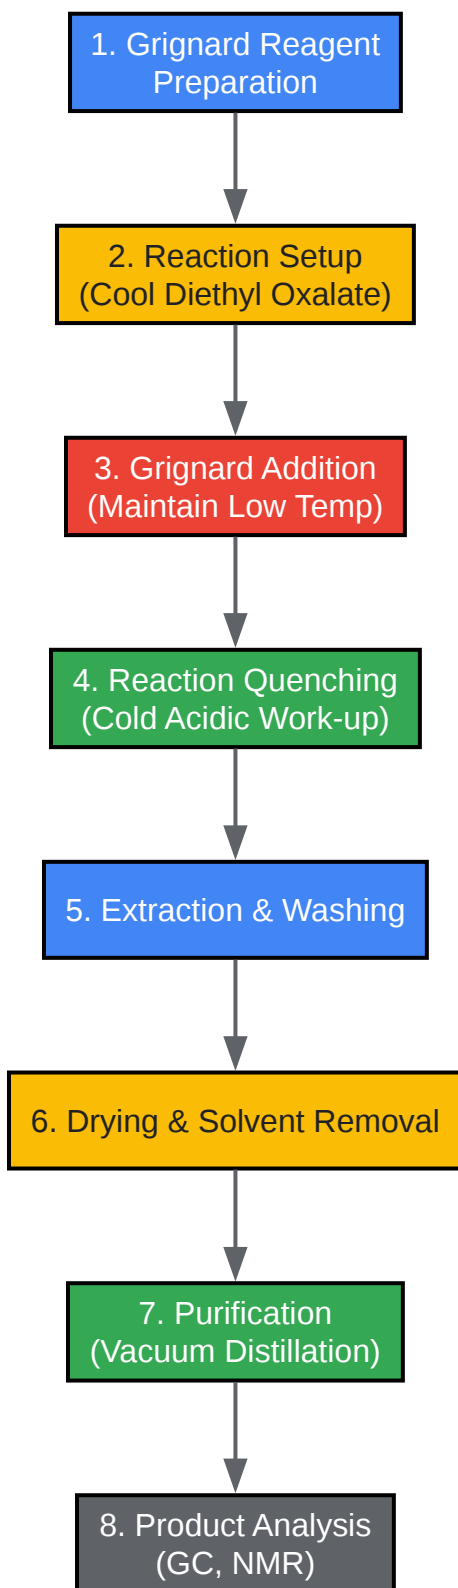 1. Grignard Reagent
Preparation
2. Reaction Setup
(Cool Diethyl Oxalate)
3. Grignard Addition
(Maintain Low Temp)
4. Reaction Quenching
(Cold Acidic Work-up)
5. Extraction & Washing
6. Drying & Solvent Removal
7. Purification
(Vacuum Distillation)
8. Product Analysis
(GC, NMR)